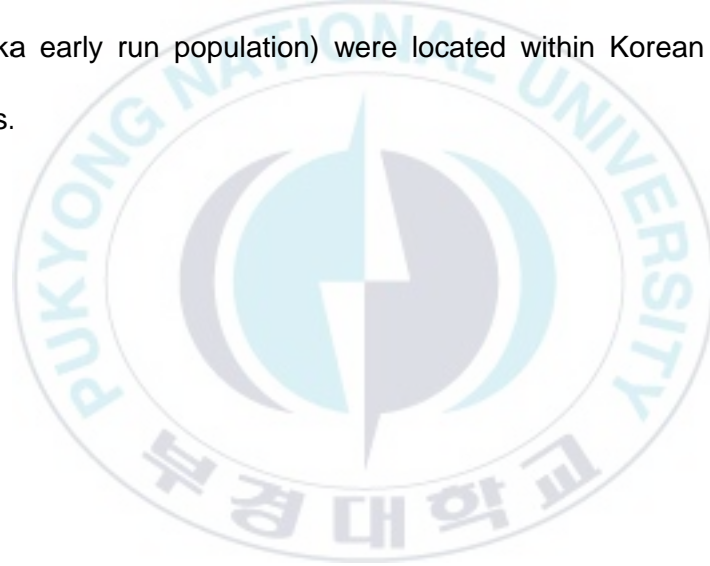 ka early run population) were located within Korean
s.
PUKYONG NATIONAL UNIVERSITY
부경대학교